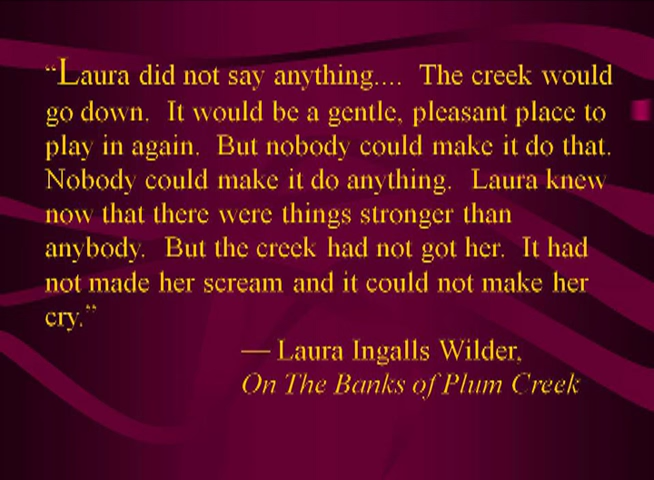 “Laura did not say anything.... The creek would
go down. It would be a gentle, pleasant place to
play in again. But nobody could make it do that.
Nobody could make it do anything. Laura knew
now that there were things stronger than
anybody. But the creek had not got her. It had
not made her scream and it could not make her
cry.”
— Laura Ingalls Wilder,
On The Banks of Plum Creek